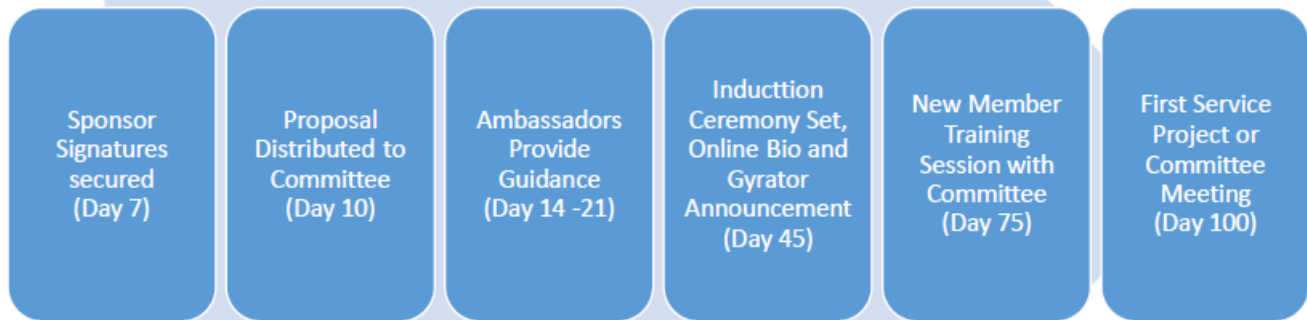 Sponsor
Signatures
secured
(Day 7)
Proposal
Distributed to
Committee
(Day 10)
Ambassadors
Provide
Guidance
(Day 14 -21)
Inducttion
Ceremony Set,
Online Bio and
Gyrator
Announcement
(Day 45)
New Member
Training
Session with
Committee
(Day 75)
First Service
Project or
Committee
Meeting
(Day 100)